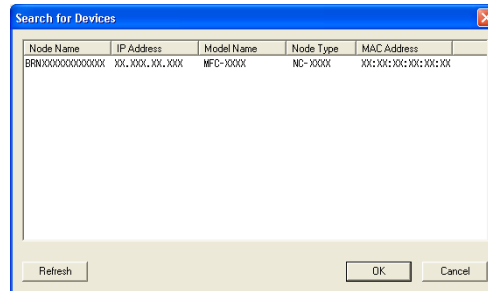 Search for Devices
Node Name IP Address Model Name Node Type MAC Address
BRNXXXXXXXXXXXX XX.XXX.XX.XXX MFC-XXXX NC-XXXX XX:XX:XX:XX:XX:XX
Refresh OK Cancel